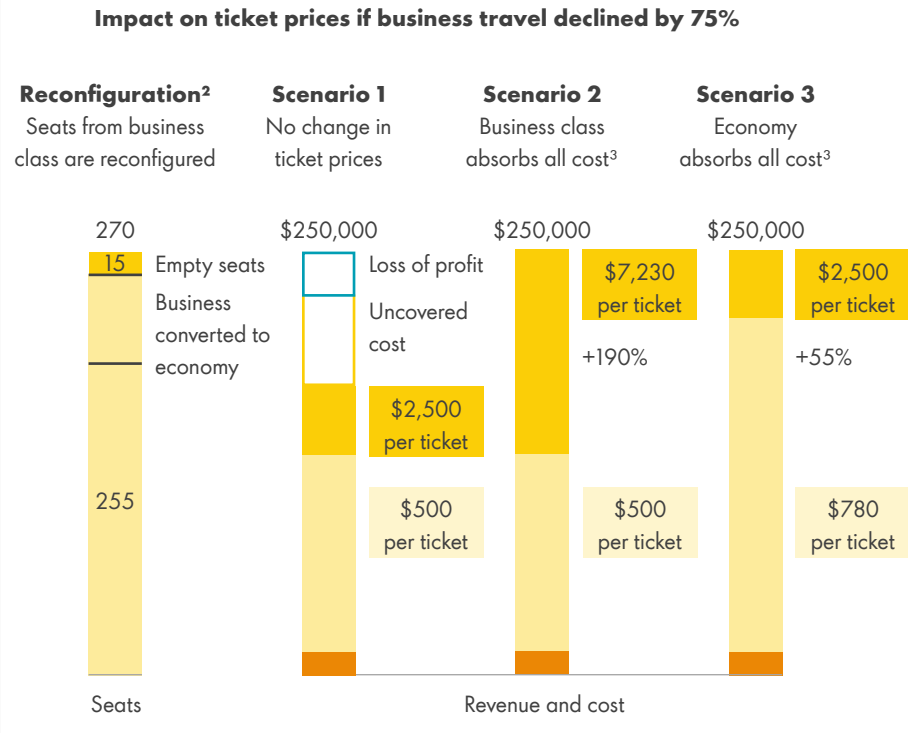 Impact on ticket prices if business travel declined by 75%
Reconfiguration²
Seats from business
class are reconfigured
Scenario 1
No change in
ticket prices
Scenario 2
Business class
absorbs all cost³
Scenario 3
Economy
absorbs all cost³
270
15
Empty seats
Business
converted to
economy
255
Seats
$250,000
Loss of profit
Uncovered
cost
$2,500
per ticket
$500
per ticket
$250,000
$7,230
per ticket
+190%
$500
per ticket
$250,000
$2,500
per ticket
+55%
$780
per ticket
Revenue and cost